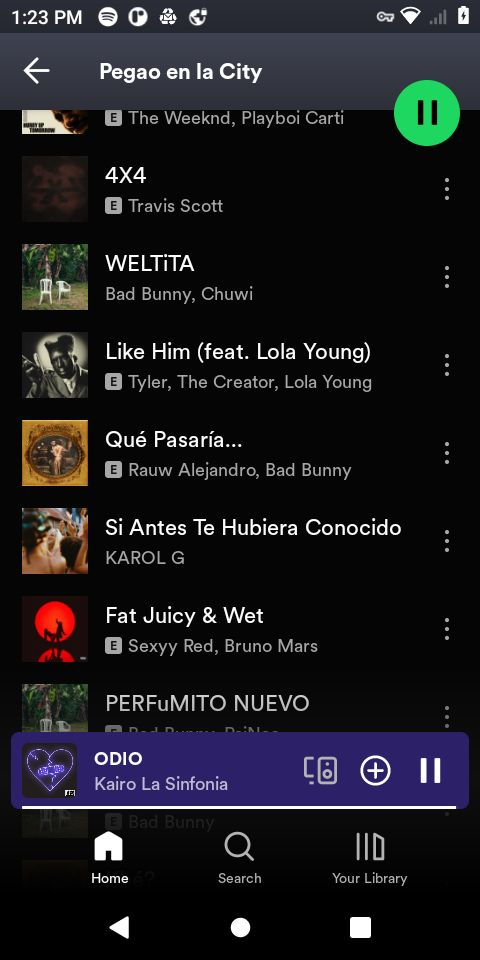 1:23 PM
Pegao en la City
E The Weeknd, Playboi Carti
4X4
E Travis Scott
WELTiTA
Bad Bunny, Chuwi
Like Him (feat. Lola Young)
E Tyler, The Creator, Lola Young
Qué Pasaría...
E Rauw Alejandro, Bad Bunny
Si Antes Te Hubiera Conocido
KAROL G
Fat Juicy & Wet
E Sexyy Red, Bruno Mars
PERFuMITO NUEVO
ODIO
Kairo La Sinfonia
Bad Bunny
Home
Search
Your Library